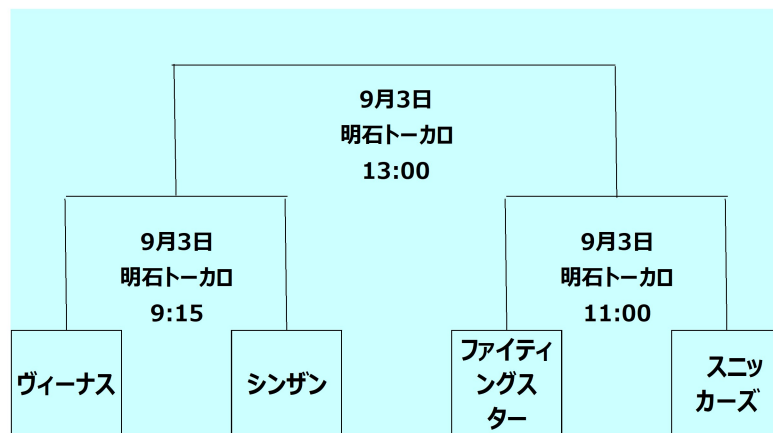 9月3日
明石トーカロ
13:00
9月3日
明石トーカロ
9:15
9月3日
明石トーカロ
11:00
ヴィーナス
シンザン
ファイティ
ングス
ター
スニッ
カーズ